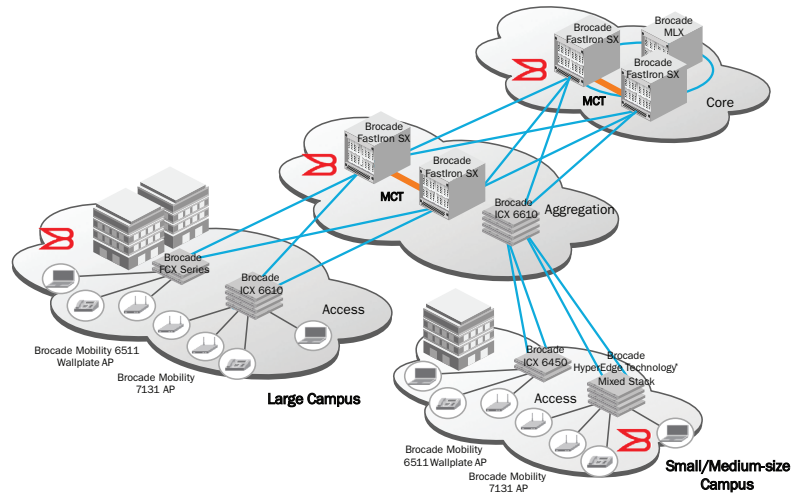 Brocade
FastIron SX
Brocade
MLX
Brocade
FastIron SX
MCT
Core
Brocade
FastIron SX
Brocade
FastIron SX
MCT
Brocade
ICX 6610
Aggregation
Brocade
FCX Series
Brocade
ICX 6610
Access
Brocade Mobility 6511
Wallplate AP
Brocade Mobility
7131 AP
Large Campus
Brocade
ICX 6450
Brocade
HyperEdge Technology
Mixed Stack
Access
Brocade Mobility
6511 Wallplate AP
Brocade Mobility
7131 AP
Small/Medium-size
Campus